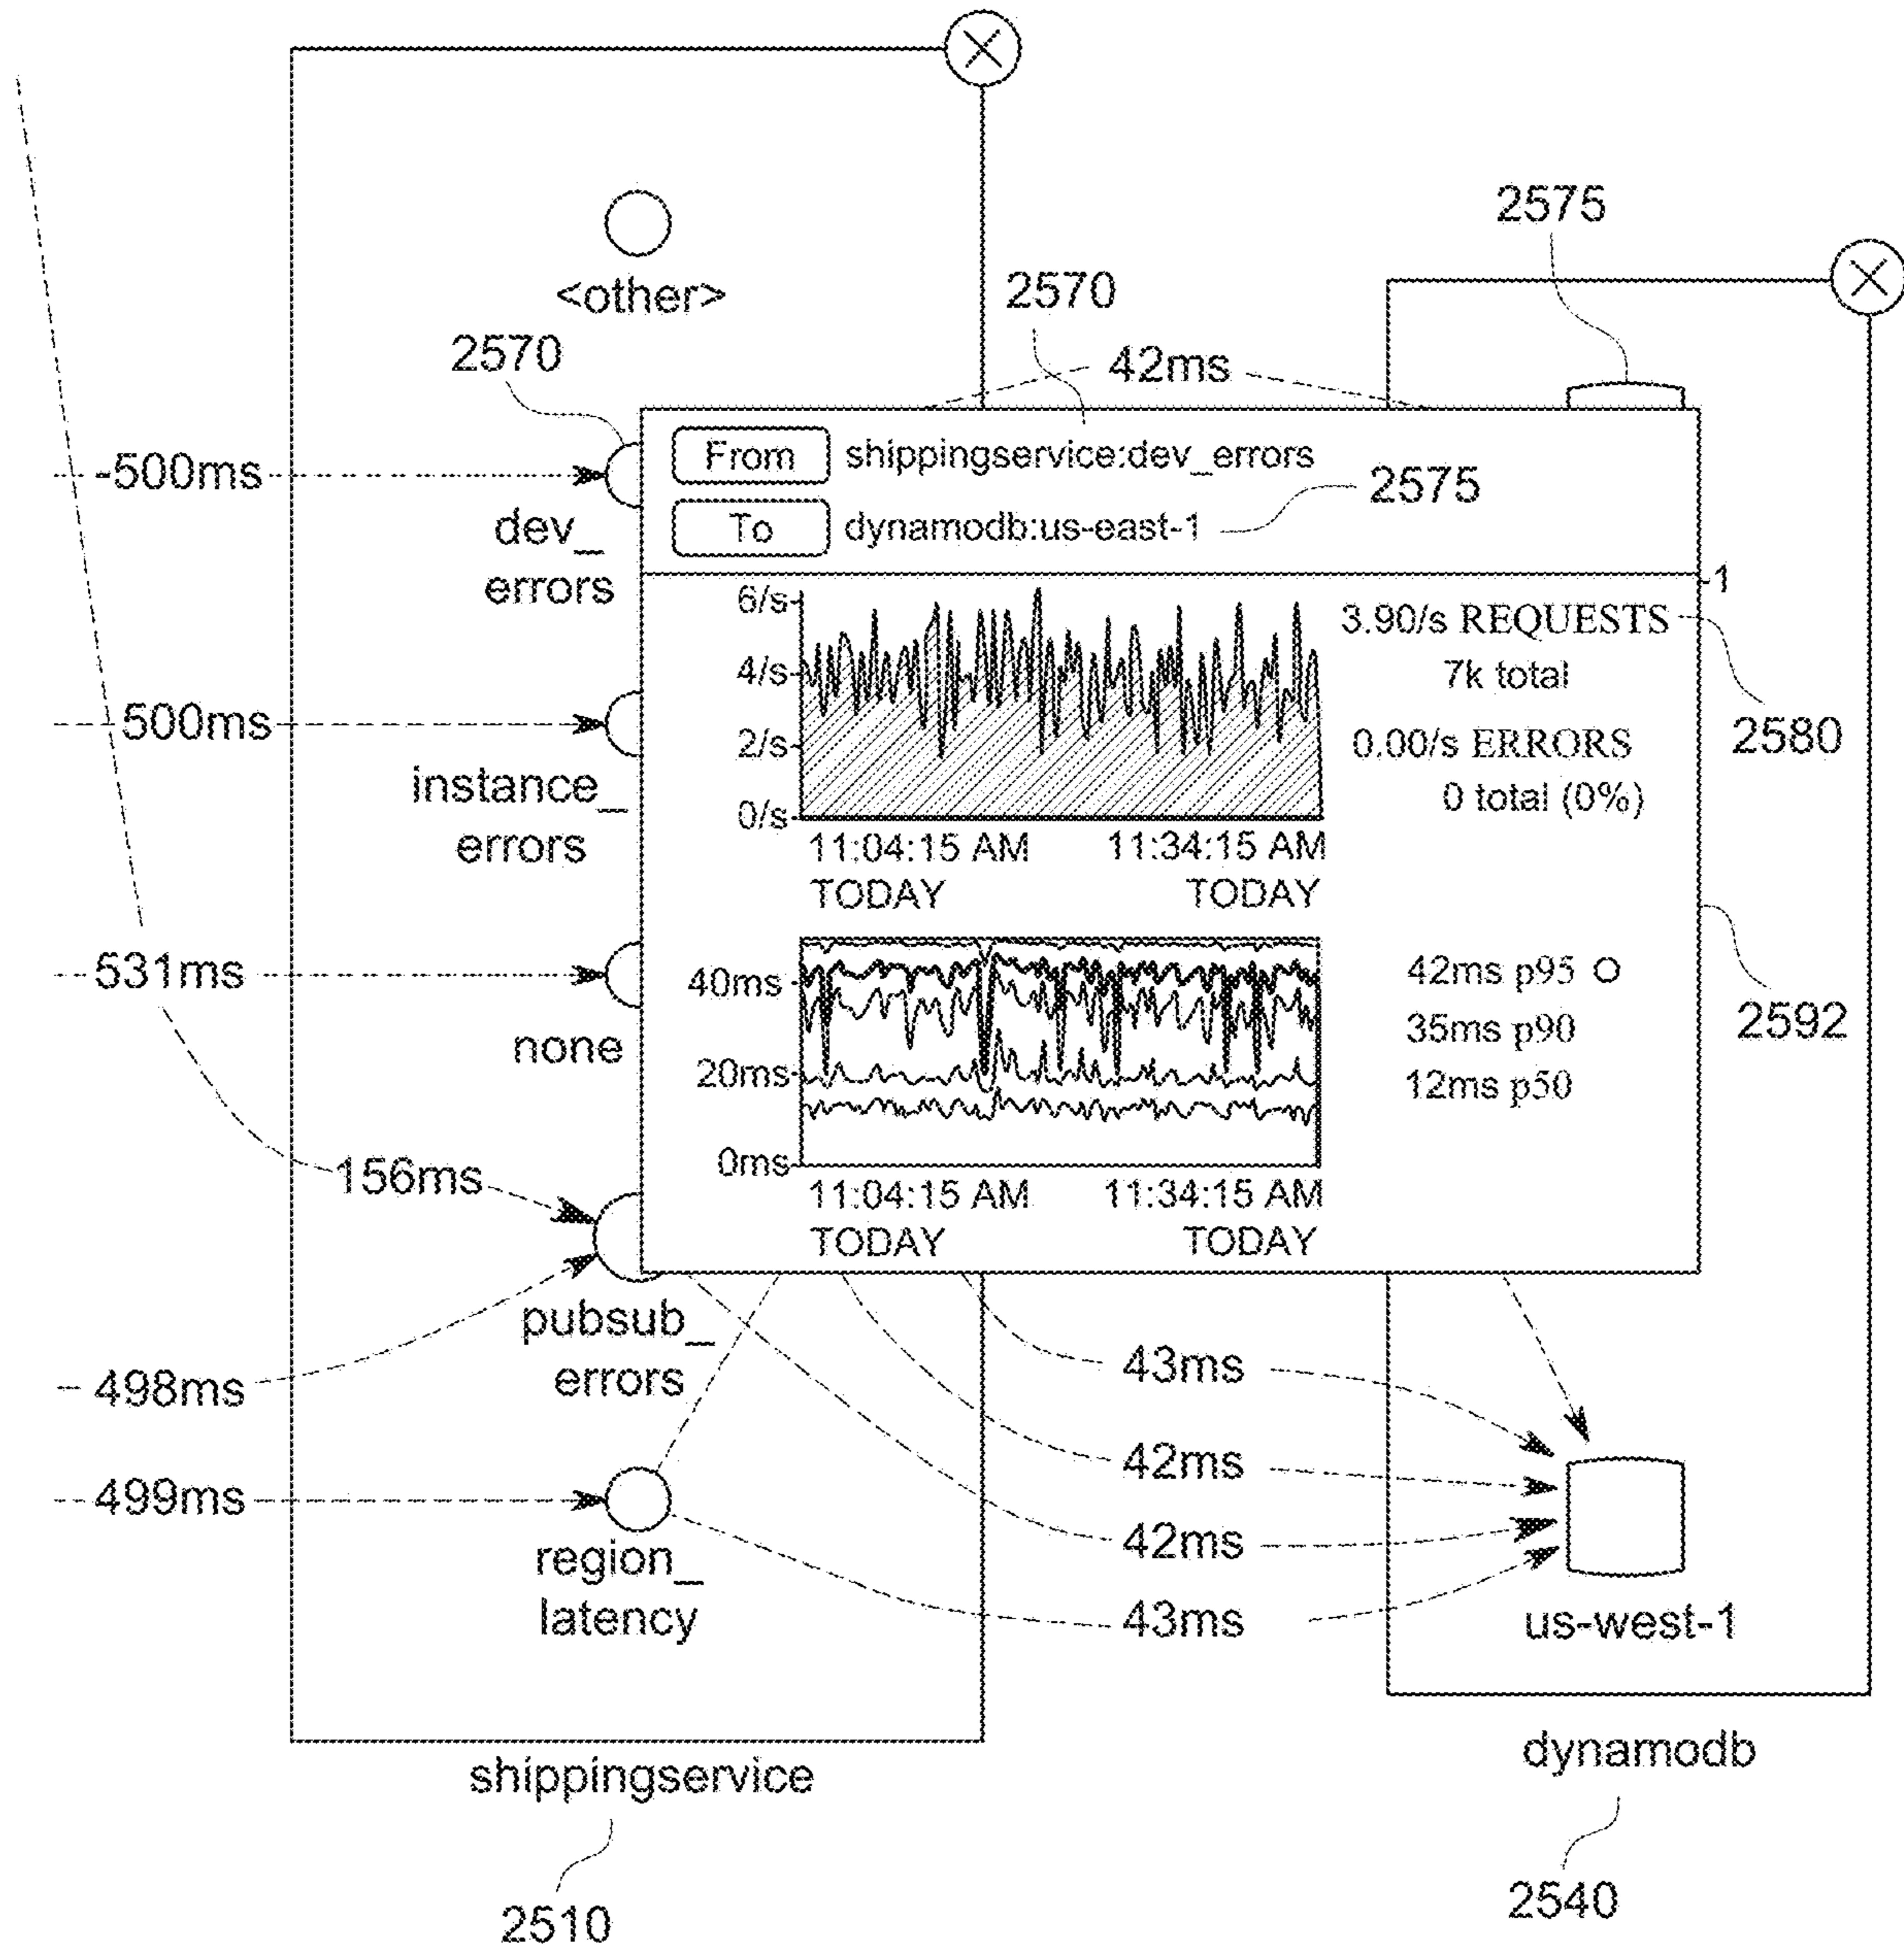 2575
<other>
2570
2570
42ms
-500ms
dev_
errors
From shippingservice:dev_errors
To dynamodb:us-east-1
2575
-1
6/s
4/s
2/s
0/s
11:04:15 AM 11:34:15 AM
TODAY TODAY
3.90/s REQUESTS
7k total
0.00/s ERRORS
0 total (0%)
2580
500ms
instance_
errors
531ms
none
40ms
20ms
0ms
11:04:15 AM 11:34:15 AM
TODAY TODAY
42ms p95
35ms p90
12ms p50
2592
156ms
498ms
pubsub_
errors
499ms
region_
latency
43ms
42ms
42ms
43ms
us-west-1
shippingservice
dynamodb
2510
2540